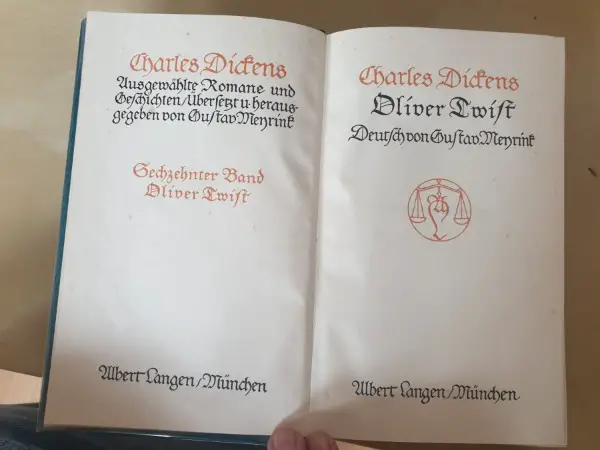 Charles Dickens
Ausgewählte Romane und
Geschichten/Übersetzt u. heraus-
gegeben von Gustav Meyrink
Sechzehnter Band
Oliver Twist
Albert Langen/München
Charles Dickens
Oliver Twist
Deutsch von Gustav Meyrink
Albert Langen/München